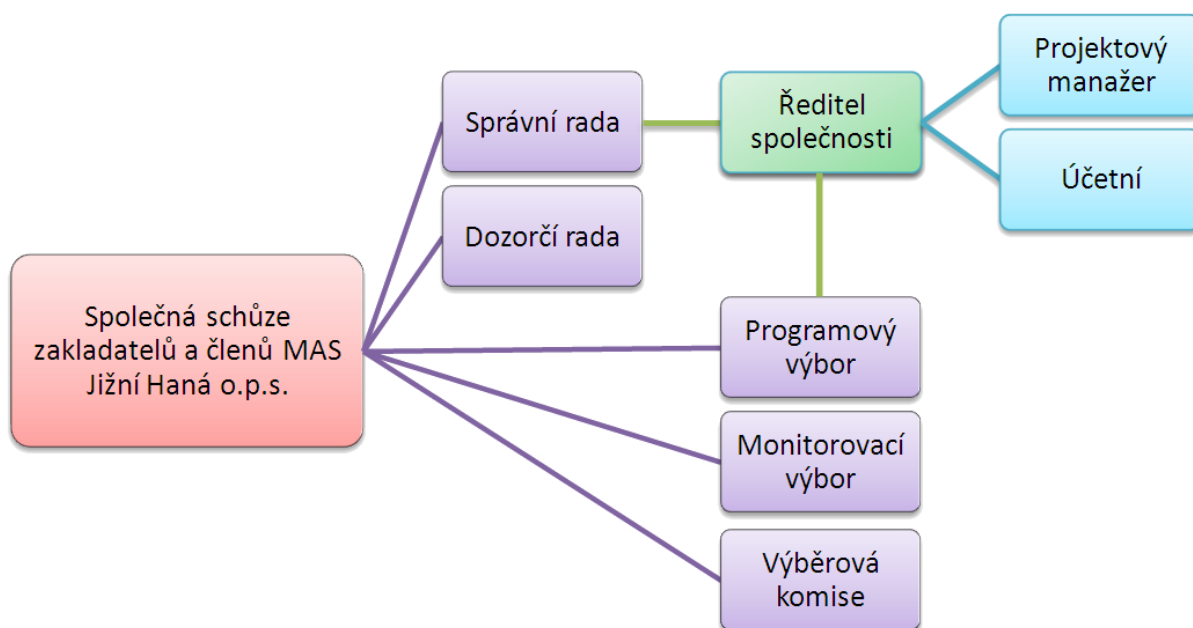 Projektový
manažer
Správní rada
Ředitel
společnosti
Účetní
Dozorčí rada
Společná schůze
zakladatelů a členů MAS
Jižní Haná o.p.s.
Programový
výbor
Monitorovací
výbor
Výběrová
komise